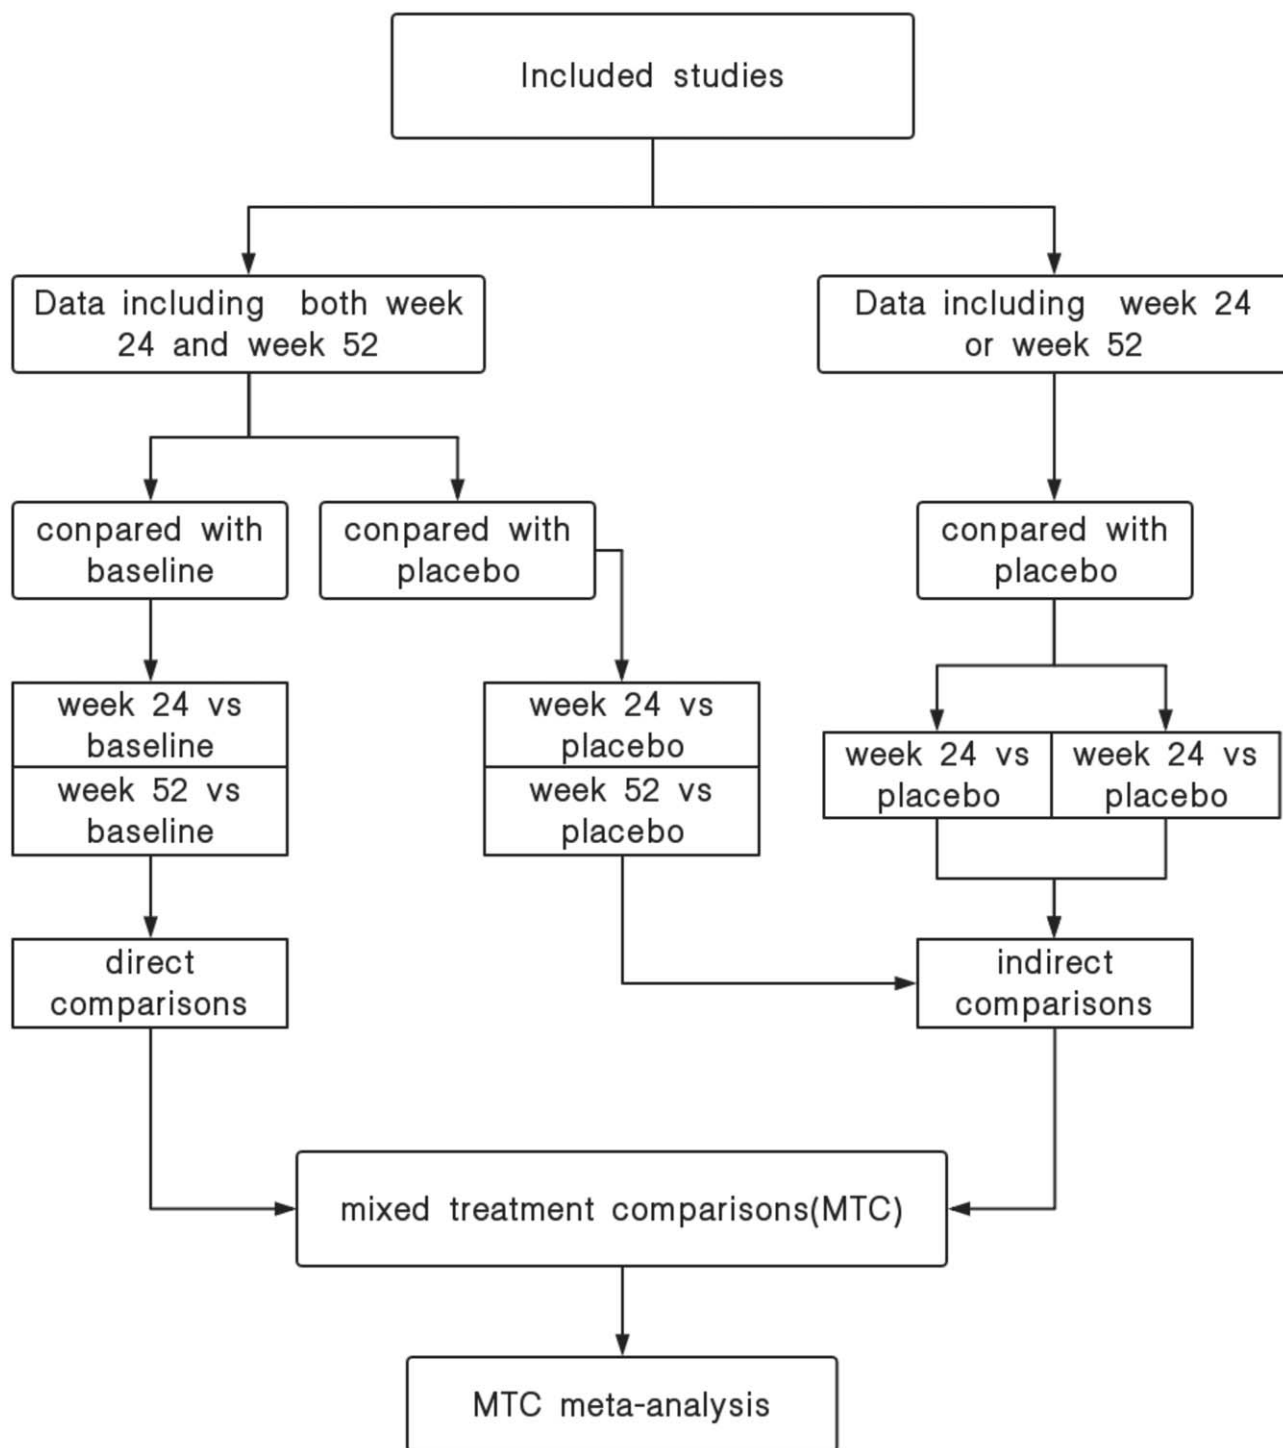 Included studies
Data including both week
24 and week 52
Data including week 24
or week 52
conpared with
baseline
conpared with
placebo
conpared with
placebo
week 24 vs
baseline
week 52 vs
baseline
week 24 vs
placebo
week 52 vs
placebo
week 24 vs
placebo
week 24 vs
placebo
direct
comparisons
indirect
comparisons
mixed treatment comparisons(MTC)
MTC meta-analysis